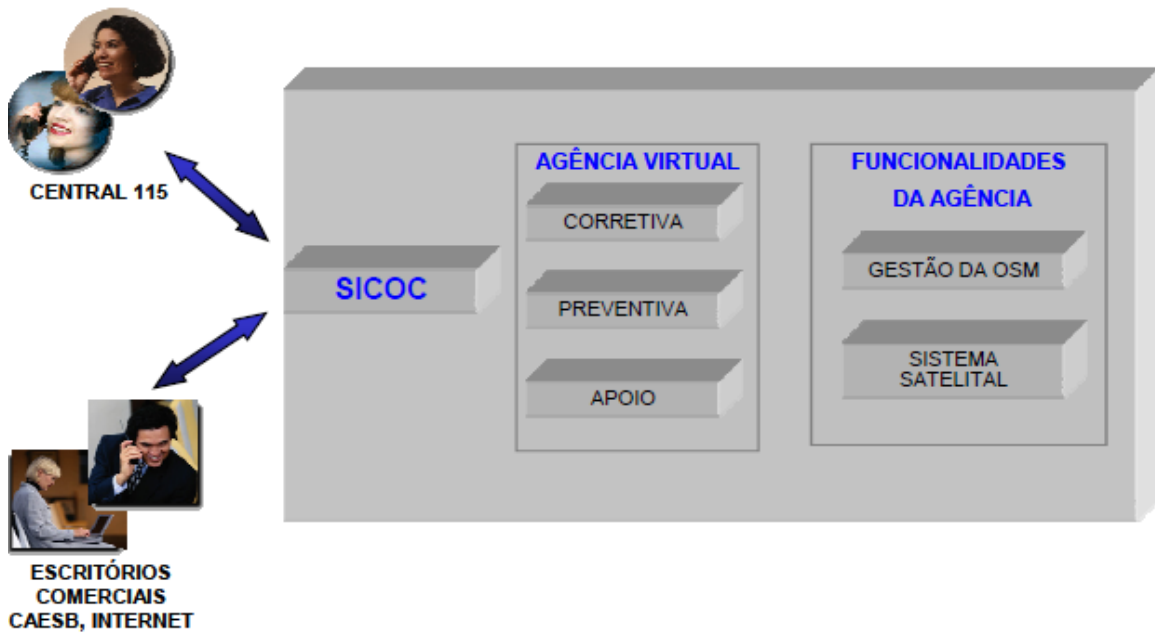 CENTRAL 115
ESCRITÓRIOS
COMERCIAIS
CAESB, INTERNET
SICOC
AGÊNCIA VIRTUAL
CORRETIVA
PREVENTIVA
APOIO
FUNCIONALIDADES
DA AGÊNCIA
GESTÃO DA OSM
SISTEMA
SATELITAL